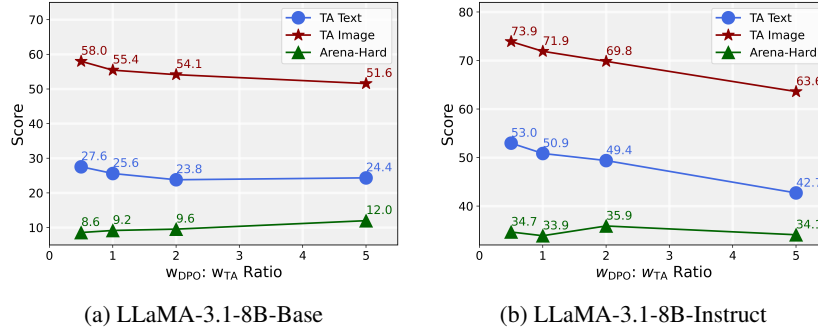 TA Text
TA Image
Arena-Hard
70
60
50
40
30
20
10
Score
58.0
55.4
54.1
51.6
27.6
25.6
23.8
24.4
8.6
9.2
9.6
12.0
0 1 2 3 4 5
wDPO: wTA Ratio
(a) LLaMA-3.1-8B-Base
TA Text
TA Image
Arena-Hard
80
70
60
50
40
Score
73.9
71.9
69.8
63.6
53.0
50.9
49.4
42.7
34.7
33.9
35.9
0 1 2 3 4 5
wDPO: wTA Ratio
(b) LLaMA-3.1-8B-Instruct